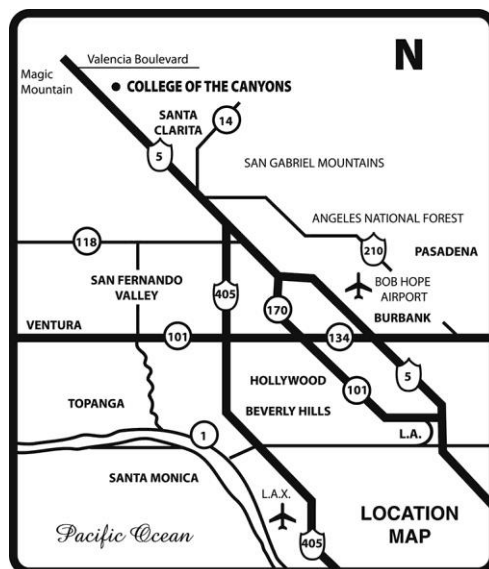 N
Valencia Boulevard
Magic
Mountain
COLLEGE OF THE CANYONS
SANTA
CLARITA
14
5
SAN GABRIEL MOUNTAINS
ANGELES NATIONAL FOREST
118
210
PASADENA
SAN FERNANDO
VALLEY
405
BOB HOPE
AIRPORT
170
BURBANK
VENTURA
101
134
5
HOLLYWOOD
101
TOPANGA
BEVERLY HILLS
1
L.A.
SANTA MONICA
L.A.X.
LOCATION
MAP
Pacific Ocean
405